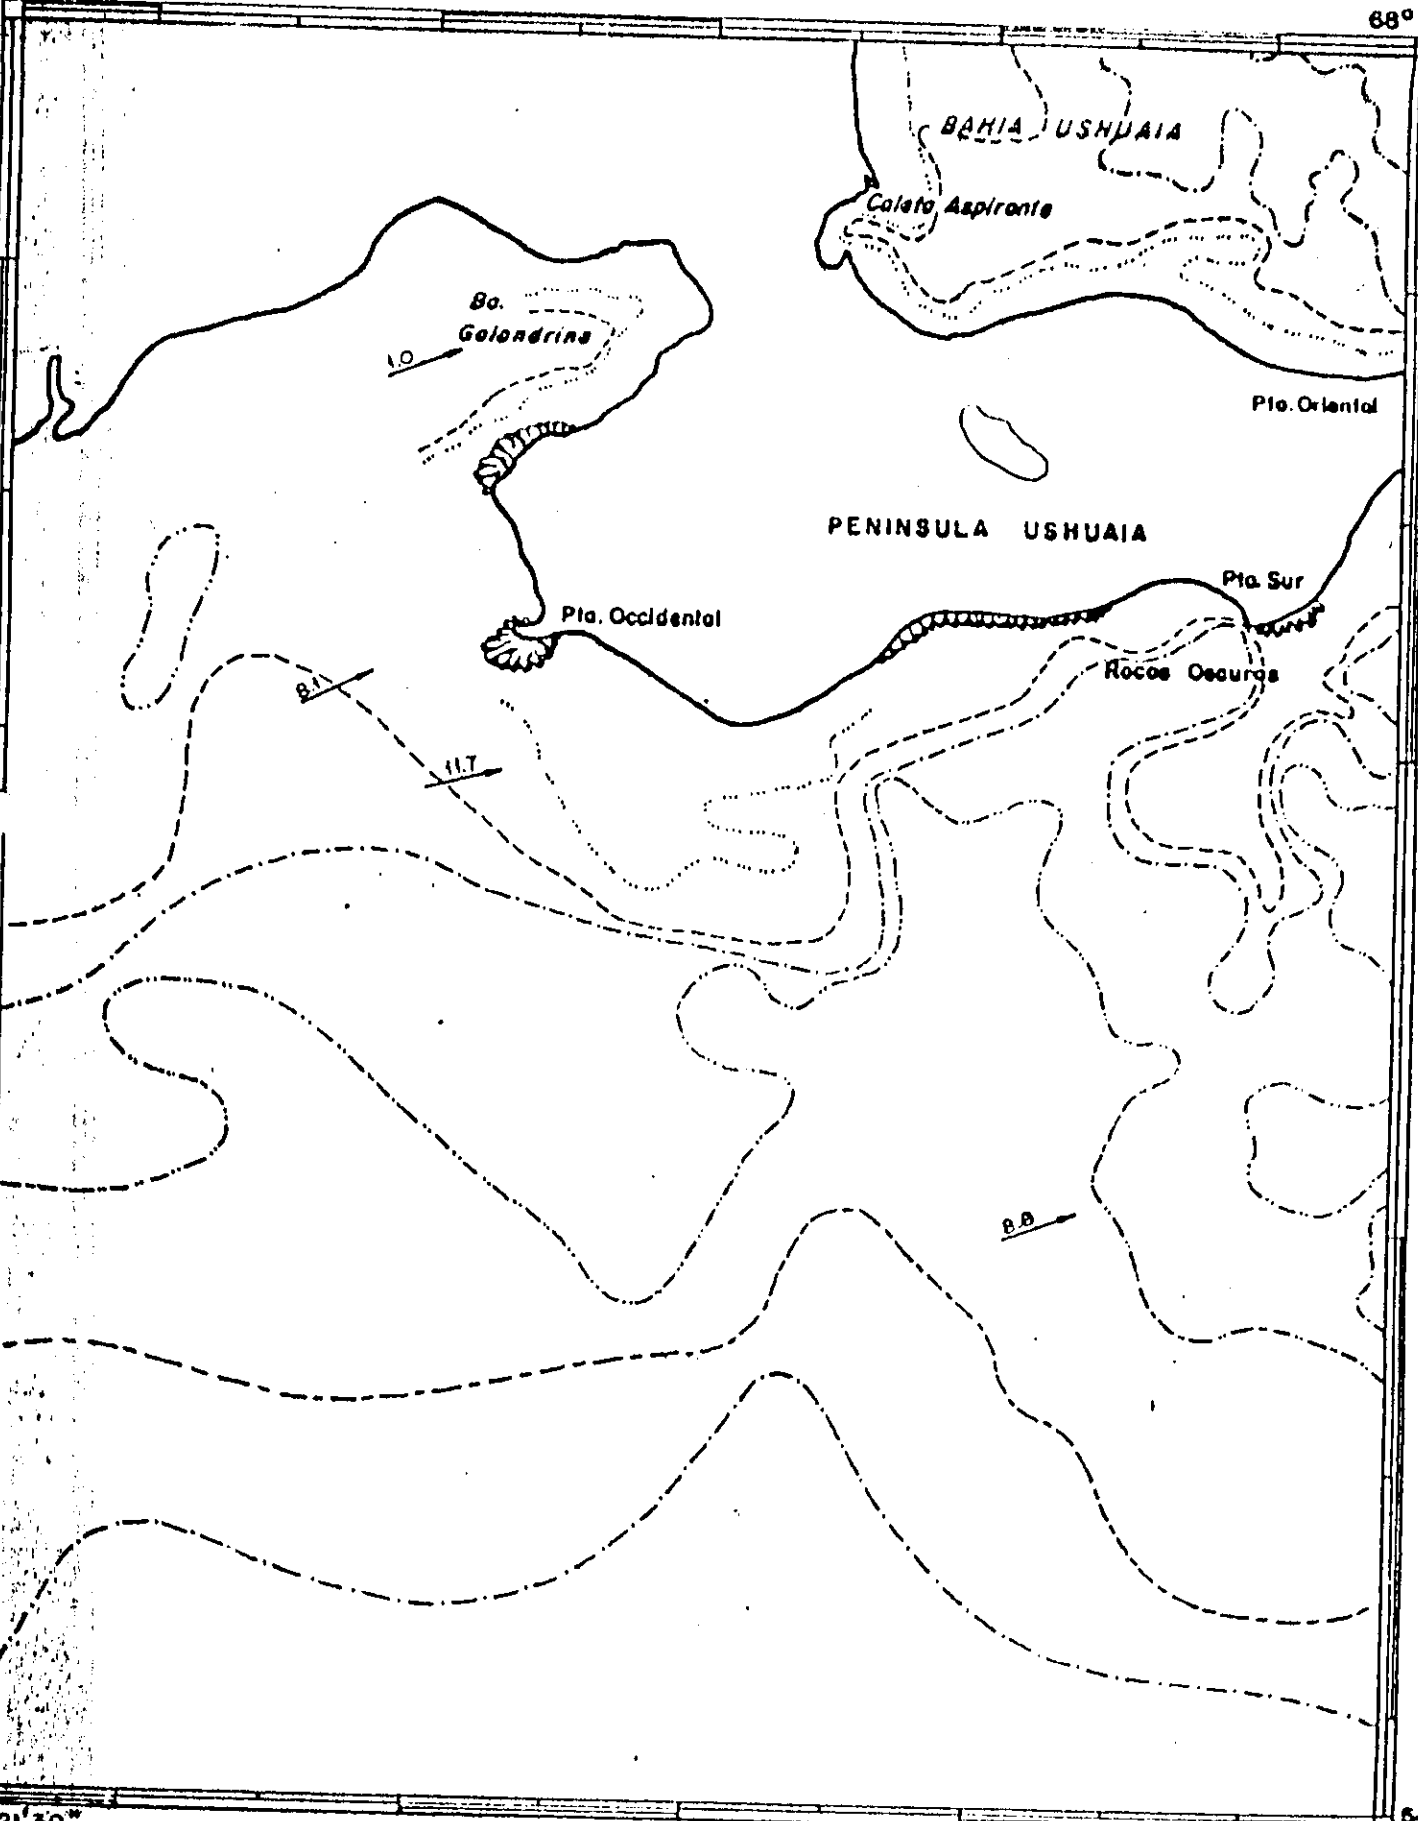 68°
BAHIA USHUAIA
Caleta Aspirante
Ba.
Golondrina
1.0
Pta. Oriental
PENINSULA USHUAIA
Pta. Sur
Pta. Occidental
Rocas Oscuras
8.1
11.7
8.8